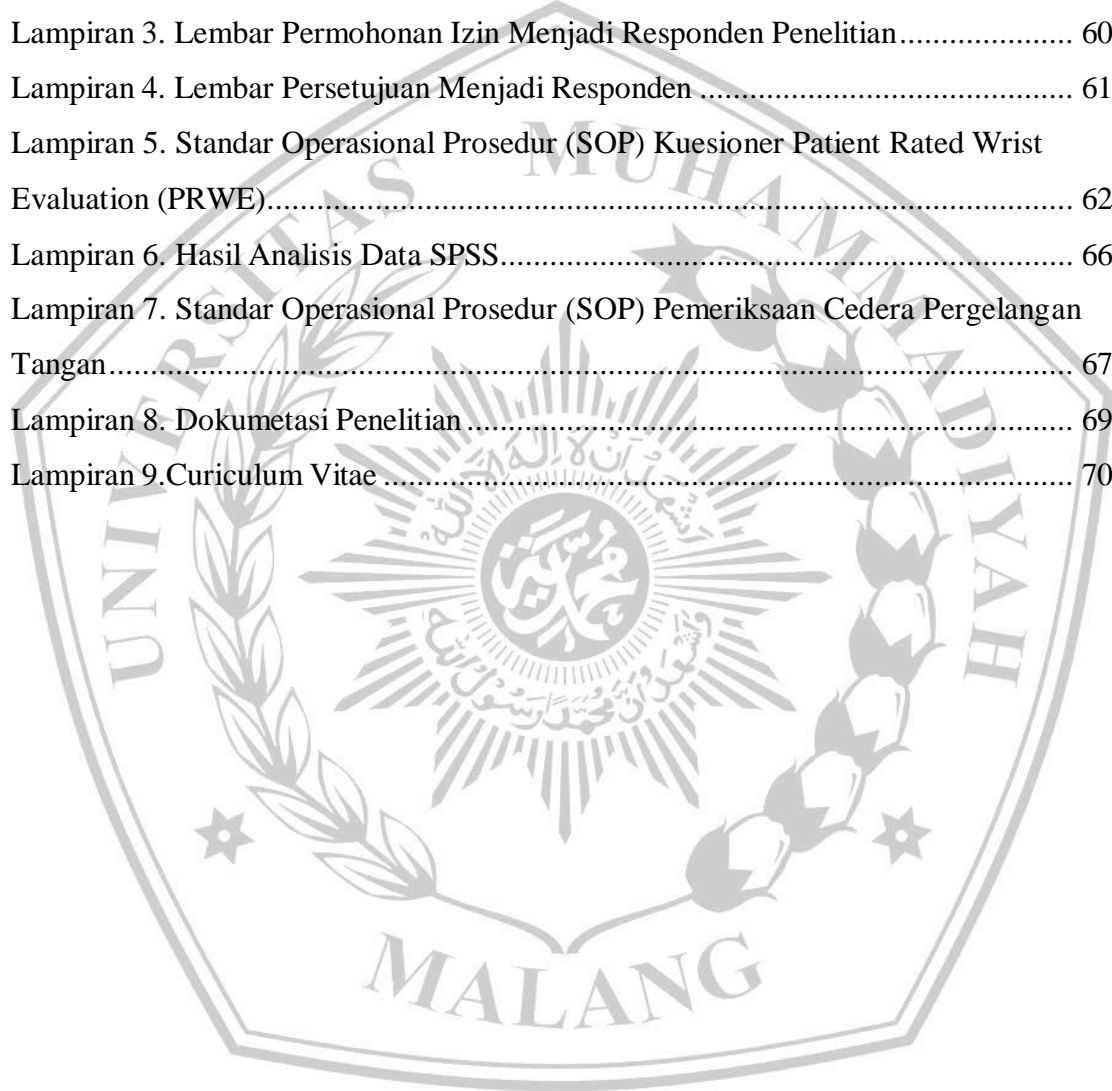 Lampiran 3. Lembar Permohonan Izin Menjadi Responden Penelitian..................... 60
Lampiran 4. Lembar Persetujuan Menjadi Responden ............................................. 61
Lampiran 5. Standar Operasional Prosedur (SOP) Kuesioner Patient Rated Wrist
Evaluation (PRWE)................................................................................................. 62
Lampiran 6. Hasil Analisis Data SPSS..................................................................... 66
Lampiran 7. Standar Operasional Prosedur (SOP) Pemeriksaan Cedera Pergelangan
Tangan.................................................................................................................... 67
Lampiran 8. Dokumetasi Penelitian ......................................................................... 69
Lampiran 9.Curiculum Vitae ................................................................................... 70
UNIVERSITAS MUHAMMADIYAH
MALANG